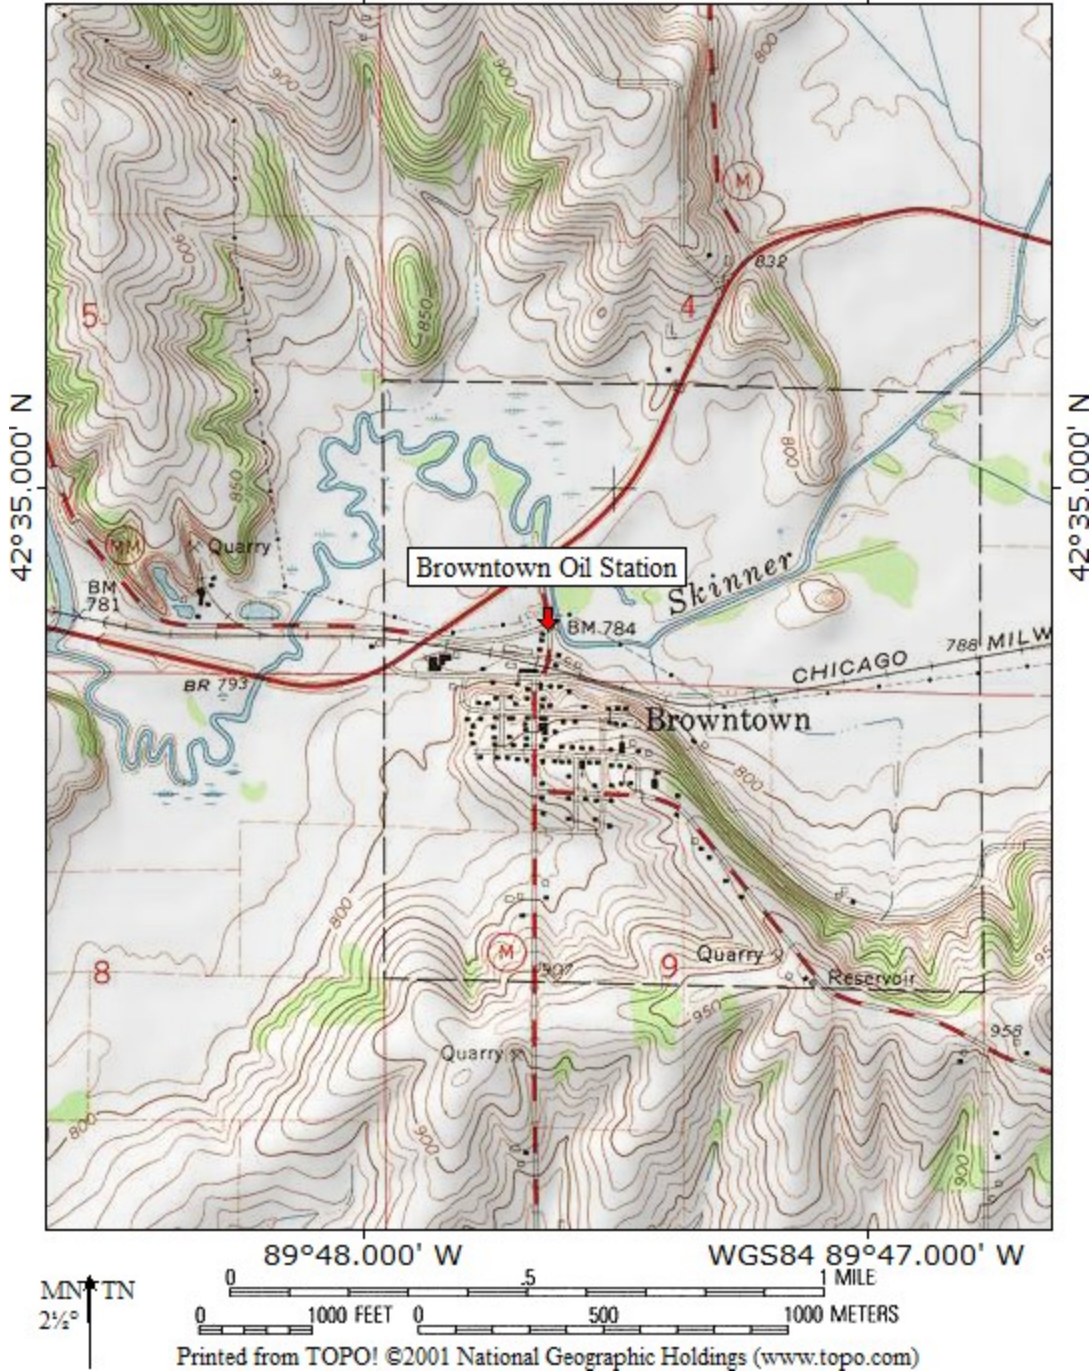 900
900
800
M
900
832
5
4
850
800
42°35.000' N
42°35.000' N
850
MM
Quarry
Browntown Oil Station
Skinner
BM
781
BM 784
788 MILW
CHICAGO
BR 793
Browntown
800
800
M
8
907
9
Quarry
Reservoir
950
958
Quarry
800
900
900
89°48.000' W
WGS84 89°47.000' W
MN TN
2½°
0 .5 1 MILE
0 1000 FEET 0 500 1000 METERS
Printed from TOPO! ©2001 National Geographic Holdings (www.topo.com)